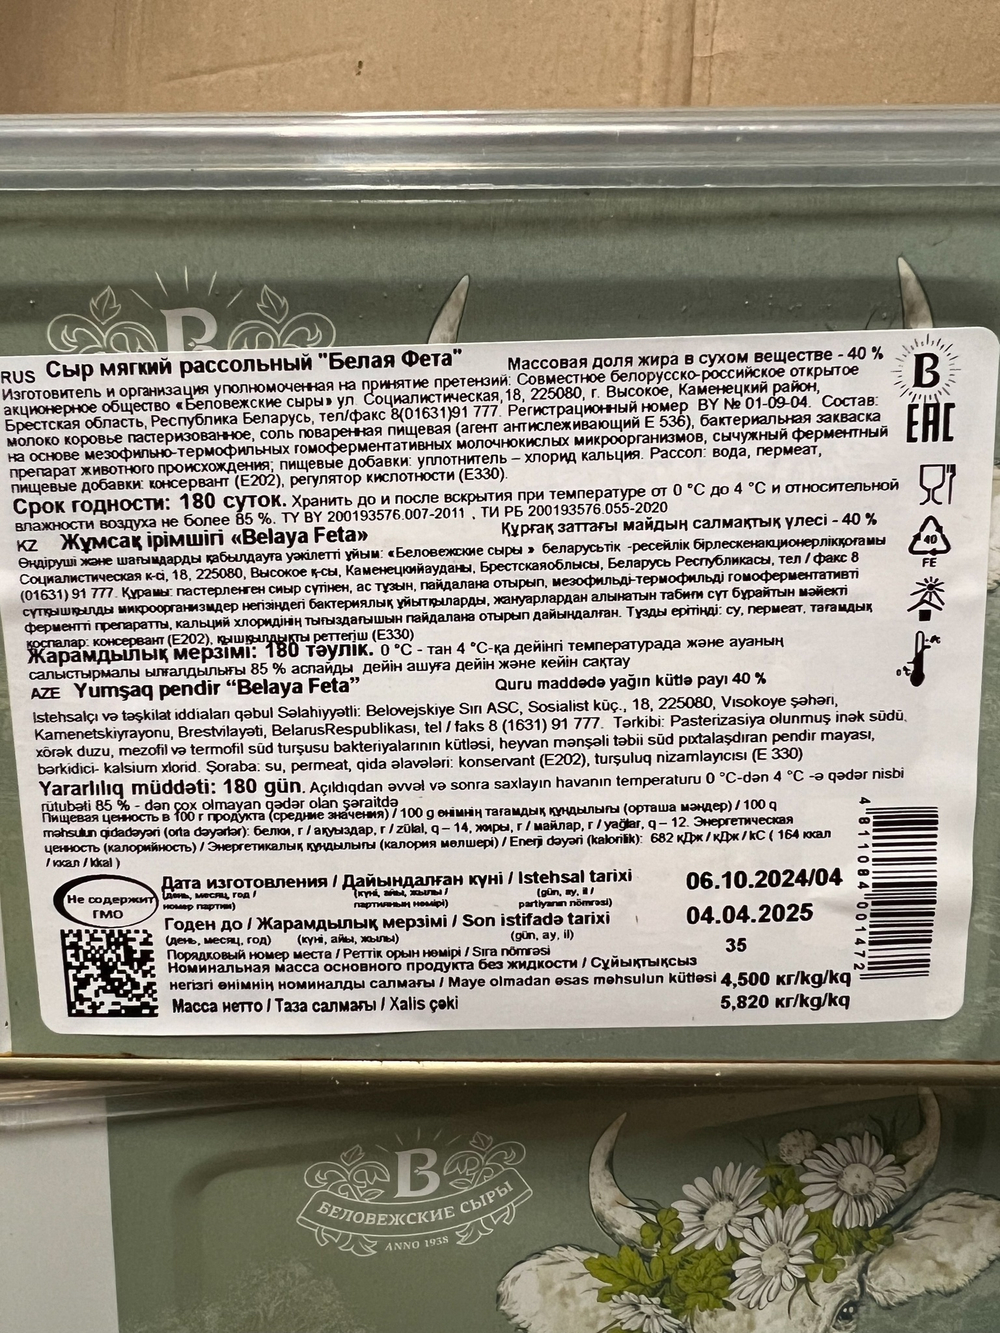 RUS Сыр мягкий рассольный "Белая Фета" Массовая доля жира в сухом веществе - 40 %
Изготовитель и организация уполномоченная на принятие претензий: Совместное белорусско-российское открытое
акционерное общество «Беловежские сыры» ул. Социалистическая,18, 225080, г. Высокое, Каменецкий район,
Брестская область, Республика Беларусь, тел/факс 8(01631)91 777. Регистрационный номер BY № 01-09-04. Состав:
молоко коровье пастеризованное, соль поваренная пищевая (агент антислеживающий Е 536), бактериальная закваска
на основе мезофильно-термофильных гомоферментативных молочнокислых микроорганизмов, сычужный ферментный
препарат животного происхождения; пищевые добавки: уплотнитель – хлорид кальция. Рассол: вода, пермеат,
пищевые добавки: консервант (Е202), регулятор кислотности (Е330).
Срок годности: 180 суток. Хранить до и после вскрытия при температуре от 0 °С до 4 °С и относительной
влажности воздуха не более 85 %. ТУ BY 200193576.007-2011 , ТИ РБ 200193576.055-2020
KZ Жұмсақ ірімшігі «Belaya Feta» Құрғақ заттағы майдың салмақтық үлесі - 40 %
Өндіруші және шағымдарды қабылдауға уәкілетті ұйым: «Беловежские сыры » беларусьтік -ресейлік бірлескенакционерлікқоғамы
Социалистическая к-сі, 18, 225080, Высокое қ-сы, Каменецкийауданы, Брестскаяоблысы, Беларусь Республикасы, тел / факс 8
(01631) 91 777. Құрамы: пастерленген сиыр сүтінен, ас тұзын, пайдалана отырып, мезофильді-термофильді гомоферментативті
сүтқышқылды микроорганизмдер негізіндегі бактериялық ұйытқыларды, жануарлардан алынатын табиғи сүт бұрайтын мәйекті
ферментті препаратты, кальций хлоридінің тығыздағышын пайдалана отырып дайындалған. Тұзды ерітінді: су, пермеат, тағамдық
қоспалар: консервант (Е202), қышқылдықты реттегіш (Е330)
Жарамдылық мерзімі: 180 тәулік. 0 °С - тан 4 °С-қа дейінгі температурада және ауаның
салыстырмалы ылғалдылығы 85 % аспайды дейін ашуға дейін және кейін сақтау
AZE Yumşaq pendir “Belaya Feta” Quru maddədə yağın kütlə payı 40 %
Istehsalçı və təşkilat iddiaları qəbul Səlahiyyətli: Belovejskiye Sırı ASC, Sosialist küç., 18, 225080, Vısokoye şəhəri,
Kamenetskiyrayonu, Brestvilayəti, BelarusRespublikası, tel / faks 8 (1631) 91 777. Tərkibi: Pasterizasiya olunmuş inək südü,
xörək duzu, mezofil və termofil süd turşusu bakteriyalarının kütləsi, heyvan mənşəli təbii süd pıxtalaşdıran pendir mayası,
bərkidici- kalsium xlorid. Şoraba: su, permeat, qida əlavələri: konservant (E202), turşuluq nizamlayıcısı (E 330)
Yararlılıq müddəti: 180 gün. Açıldıqdan əvvəl və sonra saxlayın havanın temperaturu 0 °C-dən 4 °C -ə qədər nisbi
rütubəti 85 % - dən çox olmayan qədər olan şəraitdə
Пищевая ценность в 100 г продукта (средние значения) / 100 g өнімнің тағамдық құндылығы (орташа мәндер) / 100 q
məhsulun qidadəyəri (orta dəyərlər): белки, г / ақуыздар, г / zülal, q – 14, жиры, г / майлар, г / yağlar, q – 12. Энергетическая
ценность (калорийность) / Энергетикалық құндылығы (калория мөлшері) / Enerji dəyəri (kalorilik): 682 кДж / кДж / kC ( 164 ккал
/ ккал / kkal )
Не содержит
ГМО
Дата изготовления / Дайындалған күні / Istehsal tarixi 06.10.2024/04
(день, месяц, год / (күні, айы, жылы / (gün, ay, il /
номер партии) партияның нөмірі) partiyanın nömrəsi)
Годен до / Жарамдылық мерзімі / Son istifadə tarixi 04.04.2025
(день, месяц, год) (күні, айы, жылы) (gün, ay, il)
Порядковый номер места / Реттік орын немірі / Sıra nömrəsi 35
Номинальная масса основного продукта без жидкости / Сұйықтықсыз
негізгі өнімнің номиналды салмағы / Maye olmadan əsas məhsulun kütləsi 4,500 кг/kg/kq
Масса нетто / Таза салмағы / Xalis çəki 5,820 кг/kg/kq
В
EAC
40
FE
4°C
0°C
4811084001472
В
БЕЛОВЕЖСКИЕ СЫРЫ
ANNO 1938